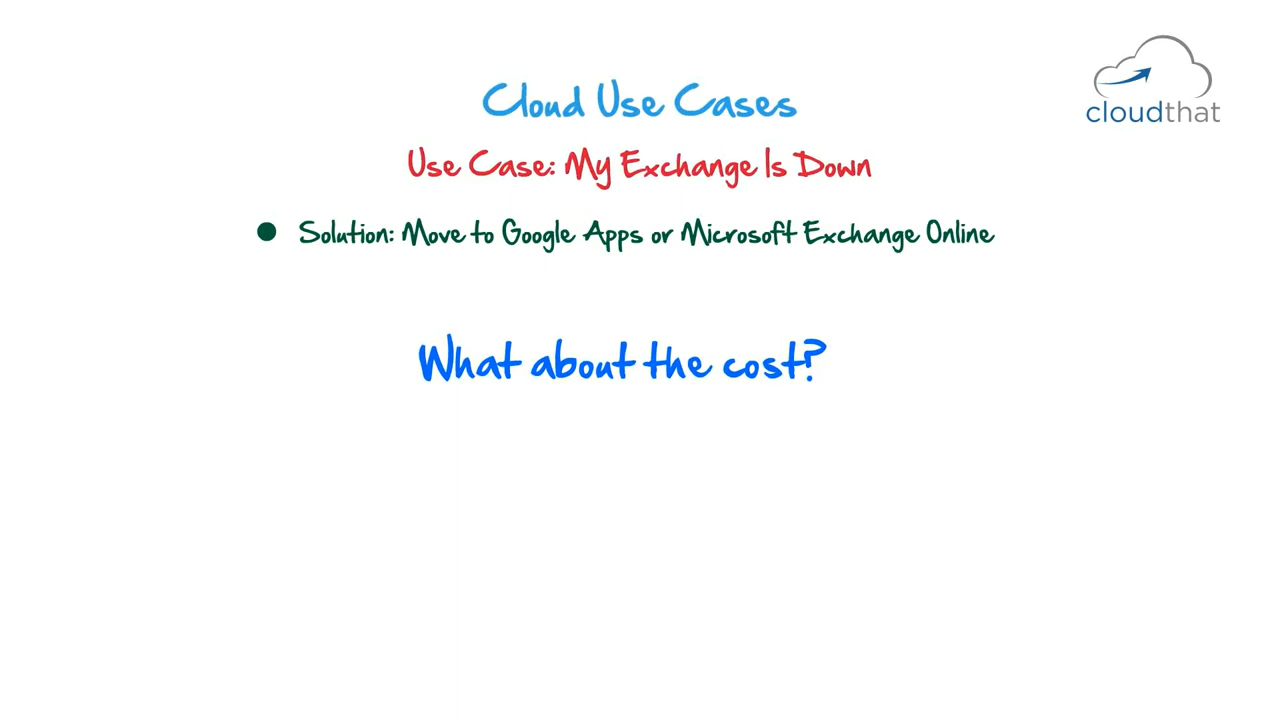 cloudthat
Cloud Use Cases
Use Case: My Exchange Is Down
● Solution: Move to Google Apps or Microsoft Exchange Online
What about the cost?